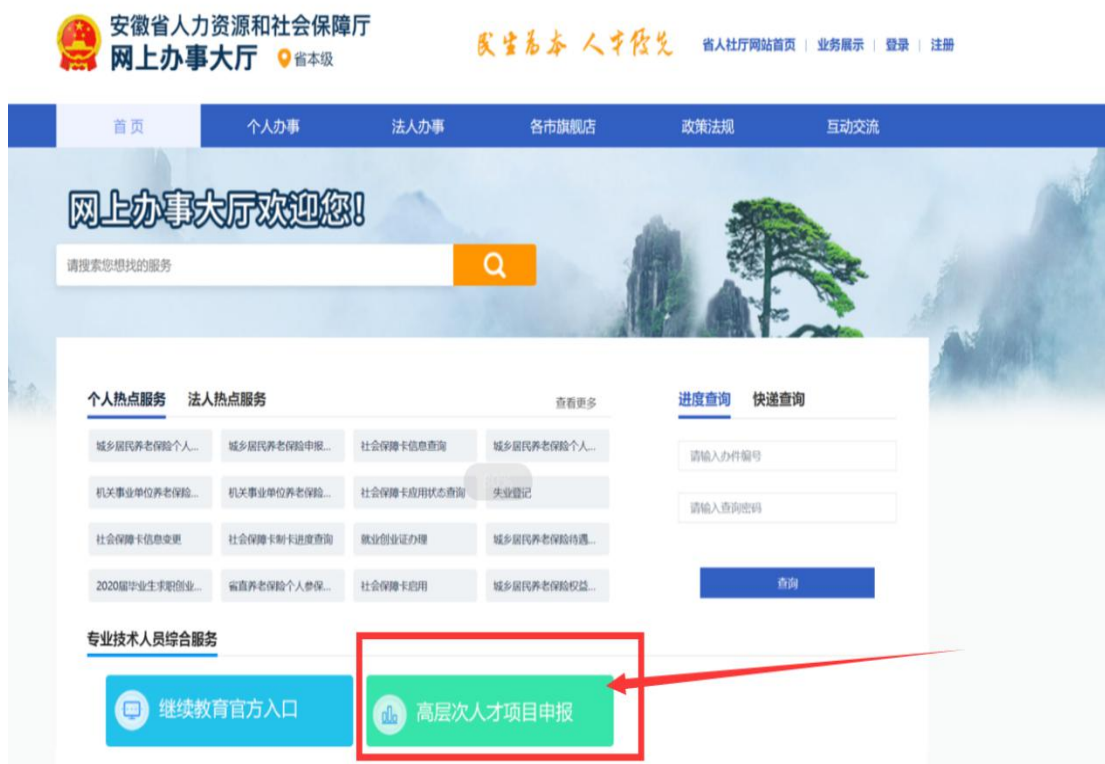 安徽省人力资源和社会保障厅
网上办事大厅 省本级
民生为本 人才优先
省人社厅网站首页 | 业务展示 | 登录 | 注册
首页 个人办事 法人办事 各市旗舰店 政策法规 互动交流
网上办事大厅欢迎您!
请搜索您想找的服务
个人热点服务 法人热点服务 查看更多
进度查询 快递查询
城乡居民养老保险个人... 城乡居民养老保险申报... 社会保障卡信息查询 城乡居民养老保险个人...
请输入办件编号
机关事业单位养老保险... 机关事业单位养老保险... 社会保障卡应用状态查询 失业登记
请输入查询密码
社会保障卡信息变更 社会保障卡制卡进度查询 就业创业证办理 城乡居民养老保险待遇...
2020届毕业生求职创业... 省直养老保险个人参保... 社会保障卡启用 城乡居民养老保险权益...
查询
专业技术人员综合服务
继续教育官方入口 高层次人才项目申报